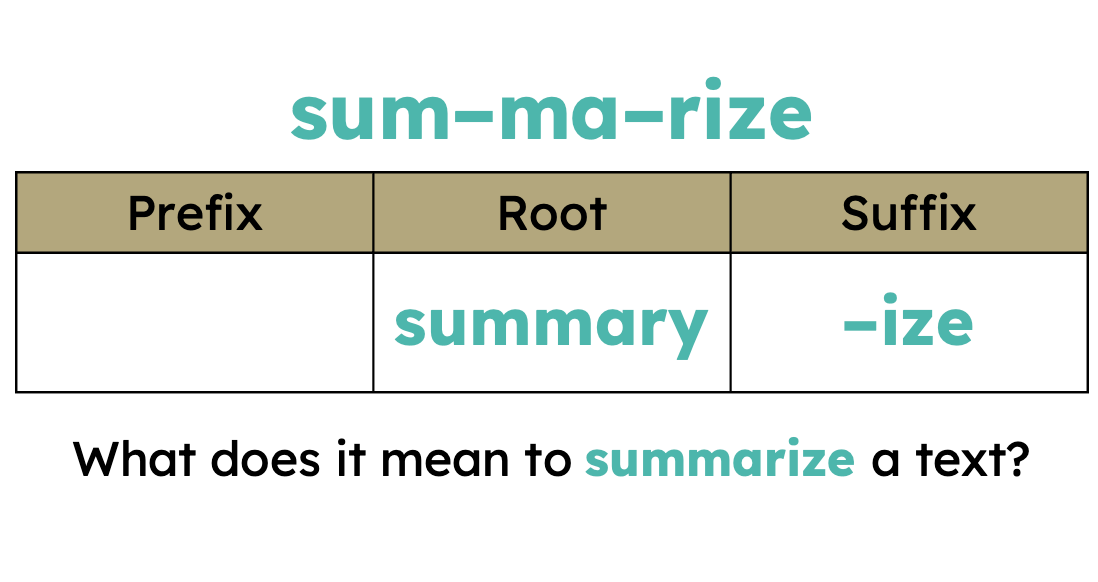 sum–ma–rize
Prefix Root Suffix
summary –ize
What does it mean to summarize a text?